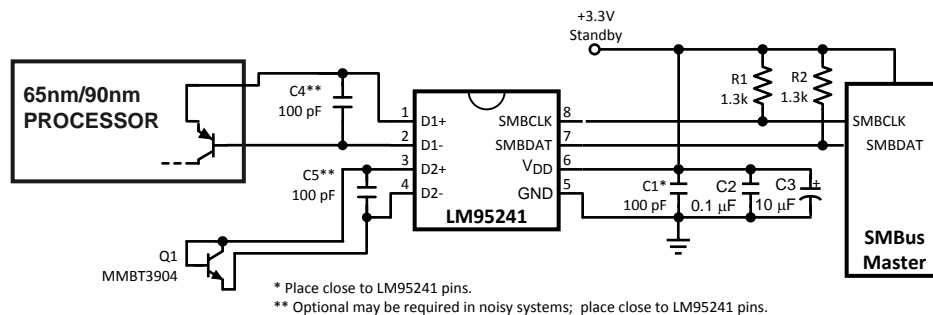 +3.3V
Standby
65nm/90nm
PROCESSOR
C4**
100 pF
1
D1+
2
D1-
3
D2+
4
D2-
C5**
100 pF
SMBCLK
8
SMBDAT
7
VDD
6
GND
5
LM95241
R1
1.3k
R2
1.3k
SMBCLK
SMBDAT
C1*
100 pF
C2
0.1 µF
C3
+
10 µF
SMBus
Master
Q1
MMBT3904
* Place close to LM95241 pins.
** Optional may be required in noisy systems; place close to LM95241 pins.